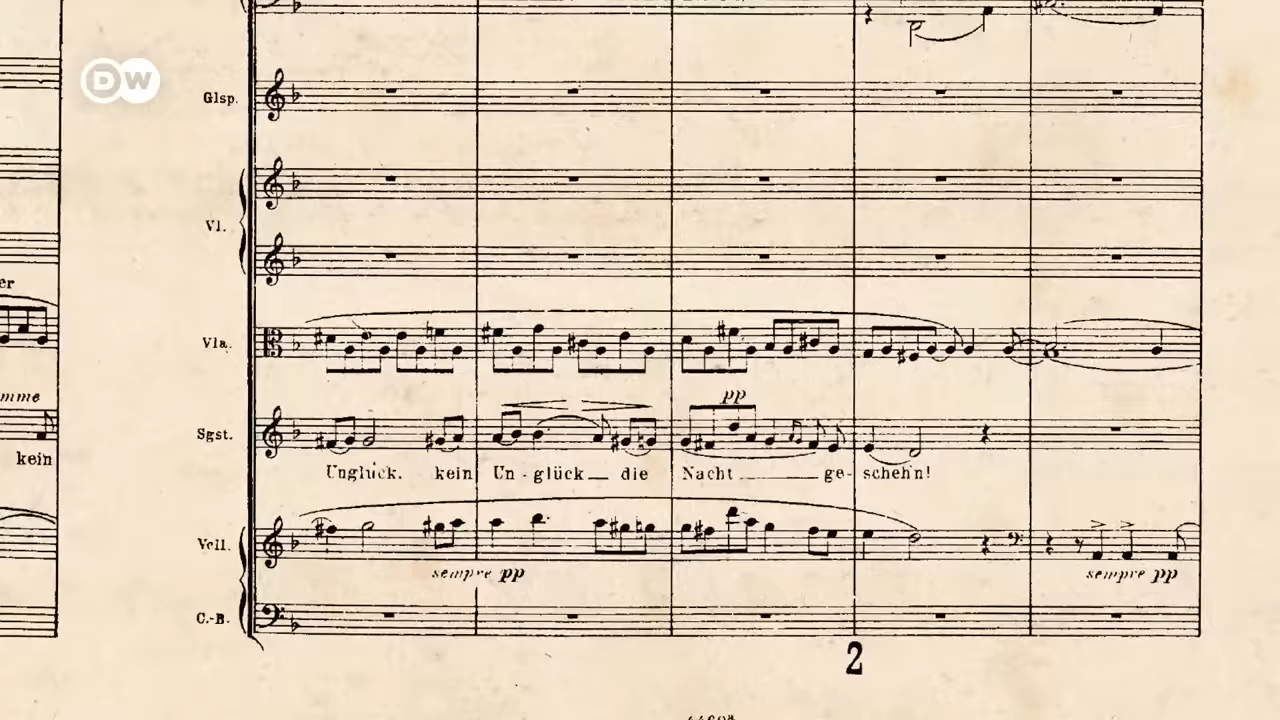 DW
Glsp.
Vl.
er
Vla.
mme
pp
Sgst.
kein
Unglück. kein Un - glück die Nacht ge- scheh'n!
Vcll.
sempre pp
sempre pp
C.-B.
2